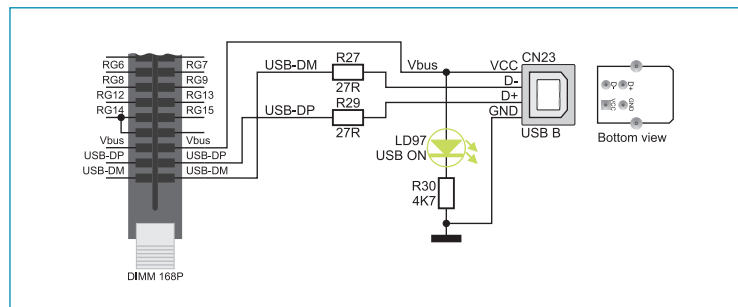 RG6
RG8
RG12
RG14
Vbus
USB-DP
USB-DM
RG7
RG9
RG13
RG15
Vbus
USB-DP
USB-DM
DIMM 168P
USB-DM
R27
27R
USB-DP
R29
27R
Vbus
LD97
USB ON
R30
4K7
VCC
D-
D+
GND
CN23
USB B
D-
D+
VCC
GND
Bottom view